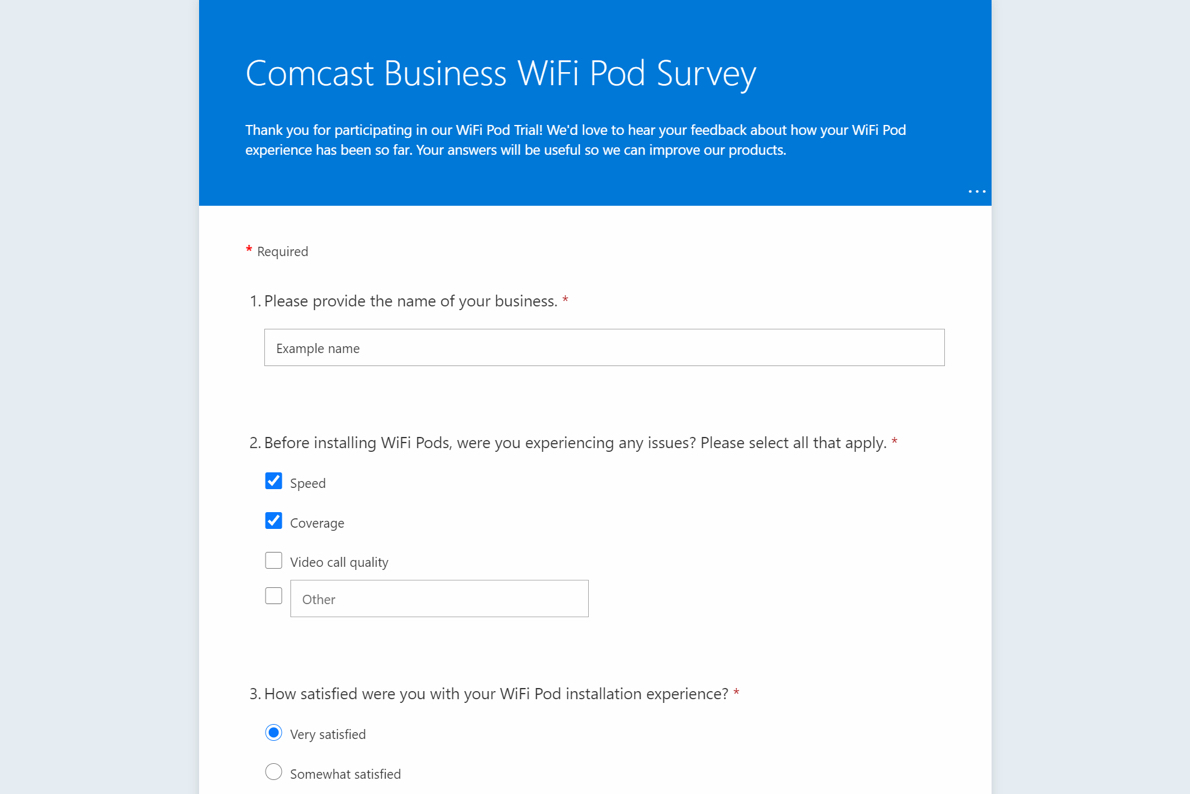 Comcast Business WiFi Pod Survey
Thank you for participating in our WiFi Pod Trial! We'd love to hear your feedback about how your WiFi Pod
experience has been so far. Your answers will be useful so we can improve our products.
...
* Required
1. Please provide the name of your business. *
Example name
2. Before installing WiFi Pods, were you experiencing any issues? Please select all that apply. *
Speed
Coverage
Video call quality
Other
3. How satisfied were you with your WiFi Pod installation experience? *
Very satisfied
Somewhat satisfied